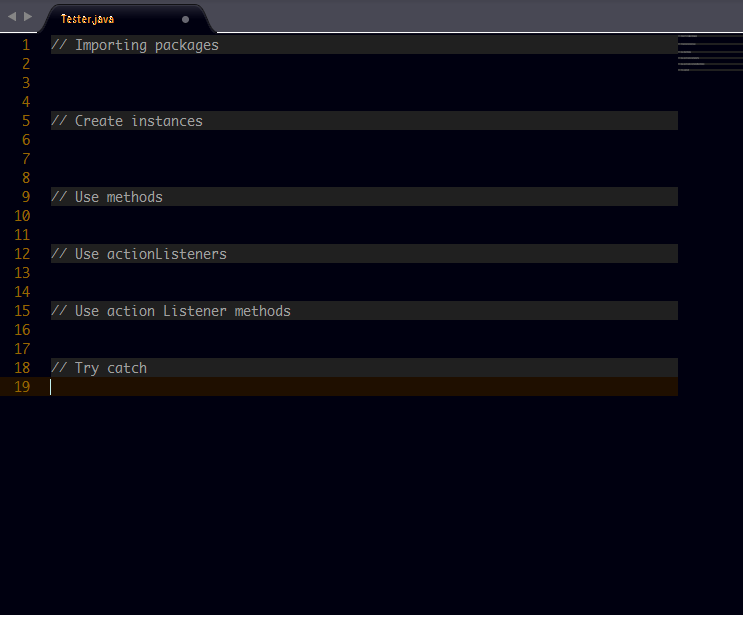 Tester.java
1 // Importing packages
2
3
4
5 // Create instances
6
7
8
9 // Use methods
10
11
12 // Use actionListeners
13
14
15 // Use action Listener methods
16
17
18 // Try catch
19